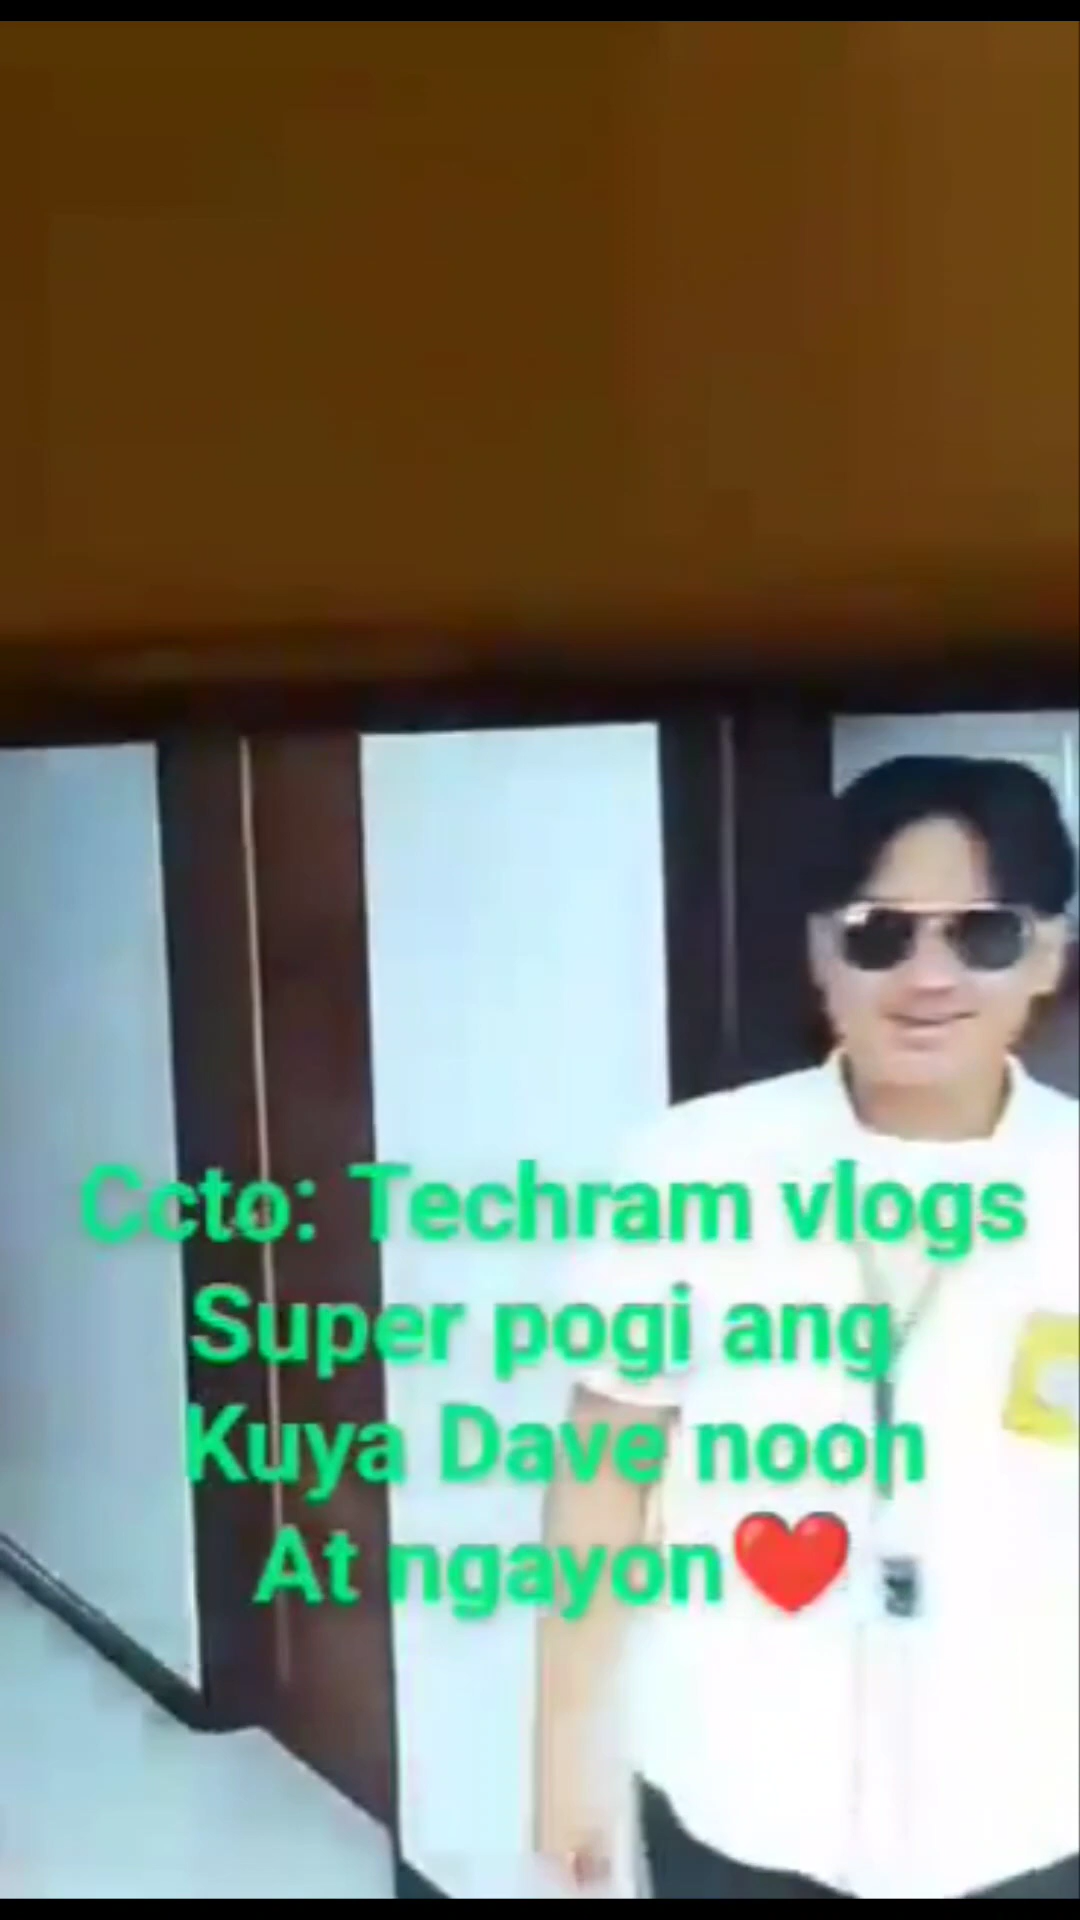 Ccto: Techram vlogs
Super pogi ang
Kuya Dave nooh
At ngayon❤️